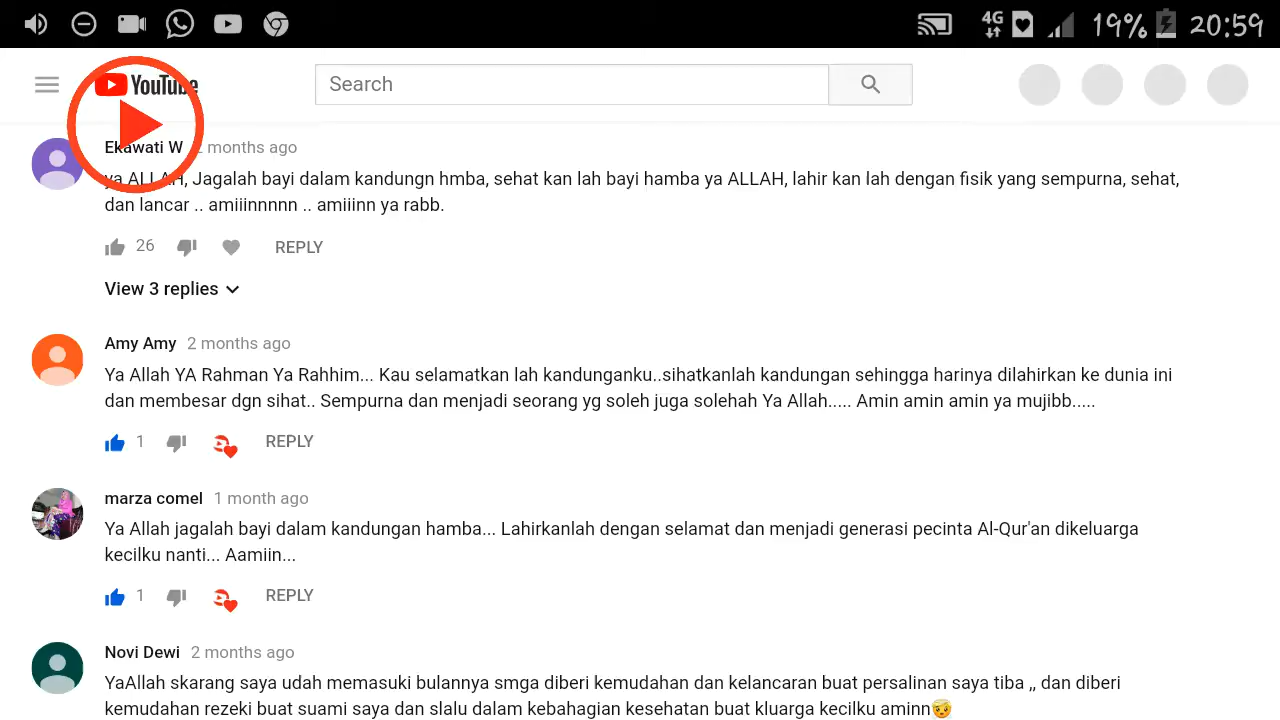 4G 19% 20:59
YouTube
Search
Ekawati W 2 months ago
ya ALLAH, Jagalah bayi dalam kandungn hmba, sehat kan lah bayi hamba ya ALLAH, lahir kan lah dengan fisik yang sempurna, sehat,
dan lancar .. amiiinnnnn .. amiiinn ya rabb.
26 REPLY
View 3 replies
Amy Amy 2 months ago
Ya Allah YA Rahman Ya Rahhim... Kau selamatkan lah kandunganku..sihatkanlah kandungan sehingga harinya dilahirkan ke dunia ini
dan membesar dgn sihat.. Sempurna dan menjadi seorang yg soleh juga solehah Ya Allah..... Amin amin amin ya mujibb.....
1 REPLY
marza comel 1 month ago
Ya Allah jagalah bayi dalam kandungan hamba... Lahirkanlah dengan selamat dan menjadi generasi pecinta Al-Qur'an dikeluarga
kecilku nanti... Aamiin...
1 REPLY
Novi Dewi 2 months ago
YaAllah skarang saya udah memasuki bulannya smga diberi kemudahan dan kelancaran buat persalinan saya tiba ,, dan diberi
kemudahan rezeki buat suami saya dan slalu dalam kebahagian kesehatan buat kluarga kecilku aminn🤕